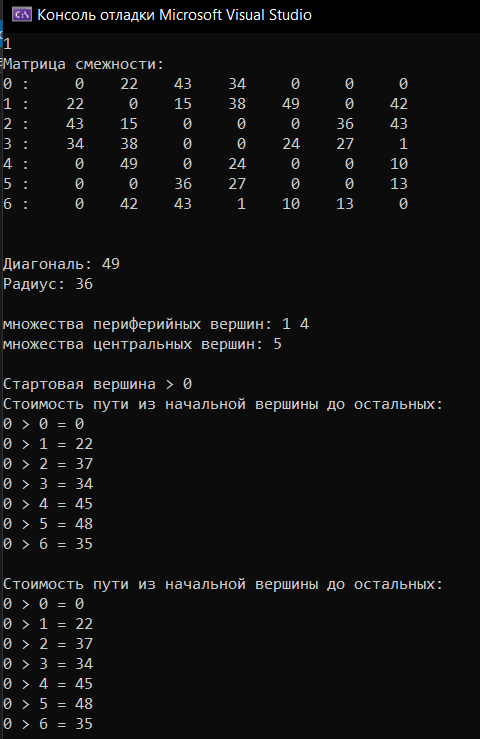 Консоль отладки Microsoft Visual Studio
1
Матрица смежности:
0 : 0 22 43 34 0 0 0
1 : 22 0 15 38 49 0 42
2 : 43 15 0 0 0 36 43
3 : 34 38 0 0 24 27 1
4 : 0 49 0 24 0 0 10
5 : 0 0 36 27 0 0 13
6 : 0 42 43 1 10 13 0
Диагональ: 49
Радиус: 36
множества периферийных вершин: 1 4
множества центральных вершин: 5
Стартовая вершина > 0
Стоимость пути из начальной вершины до остальных:
0 > 0 = 0
0 > 1 = 22
0 > 2 = 37
0 > 3 = 34
0 > 4 = 45
0 > 5 = 48
0 > 6 = 35
Стоимость пути из начальной вершины до остальных:
0 > 0 = 0
0 > 1 = 22
0 > 2 = 37
0 > 3 = 34
0 > 4 = 45
0 > 5 = 48
0 > 6 = 35